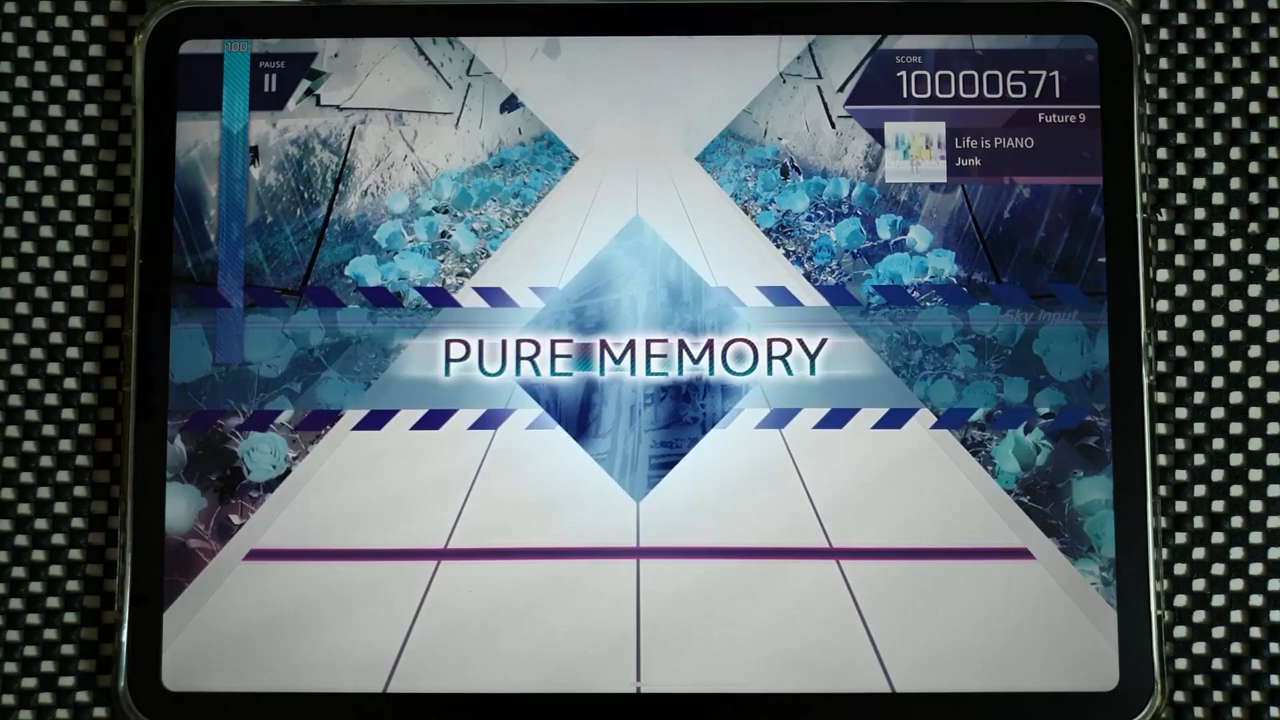 100
PAUSE
SCORE
10000671
Future 9
Life is PIANO
Junk
Sky Input
PURE MEMORY